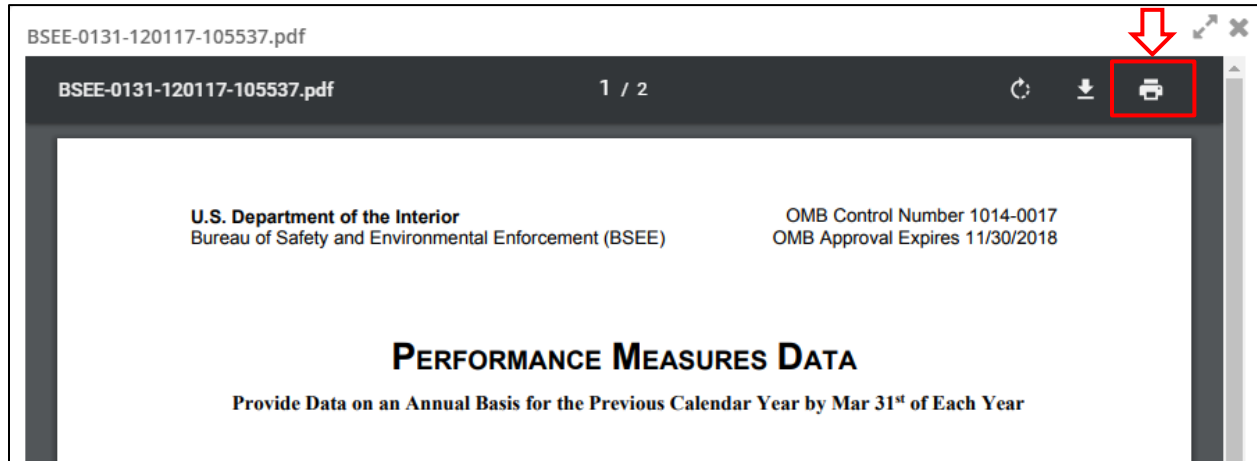 BSEE-0131-120117-105537.pdf
BSEE-0131-120117-105537.pdf 1 / 2
U.S. Department of the Interior OMB Control Number 1014-0017
Bureau of Safety and Environmental Enforcement (BSEE) OMB Approval Expires 11/30/2018
PERFORMANCE MEASURES DATA
Provide Data on an Annual Basis for the Previous Calendar Year by Mar 31st of Each Year